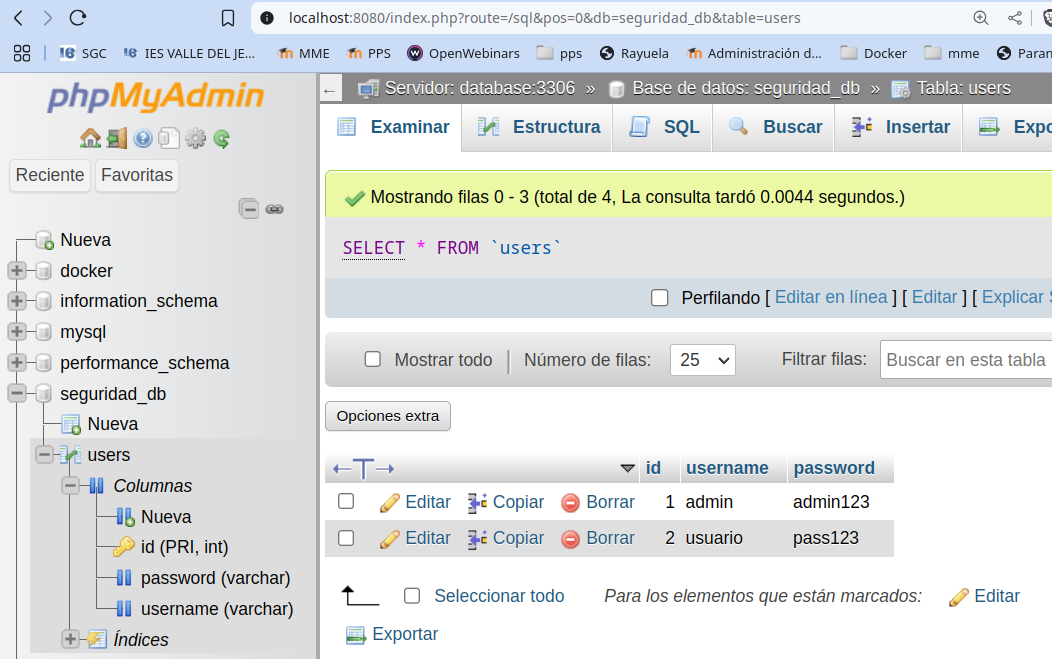 localhost:8080/index.php?route=/sql&pos=0&db=seguridad_db&table=users
SGC IES VALLE DEL JE... MME PPS OpenWebinars pps Rayuela Administración d... Docker mme Paran
phpMyAdmin
Reciente Favoritas
Nueva
docker
information_schema
mysql
performance_schema
seguridad_db
Nueva
users
Columnas
Nueva
id (PRI, int)
password (varchar)
username (varchar)
Índices
Servidor: database:3306 » Base de datos: seguridad_db » Tabla: users
Examinar Estructura SQL Buscar Insertar Expo
Mostrando filas 0 - 3 (total de 4, La consulta tardó 0.0044 segundos.)
SELECT * FROM `users`
Perfilando [ Editar en línea ] [ Editar ] [ Explicar S
Mostrar todo Número de filas: 25 Filtrar filas: Buscar en esta tabla
Opciones extra
←T→ id username password
Editar Copiar Borrar 1 admin admin123
Editar Copiar Borrar 2 usuario pass123
Seleccionar todo Para los elementos que están marcados: Editar
Exportar